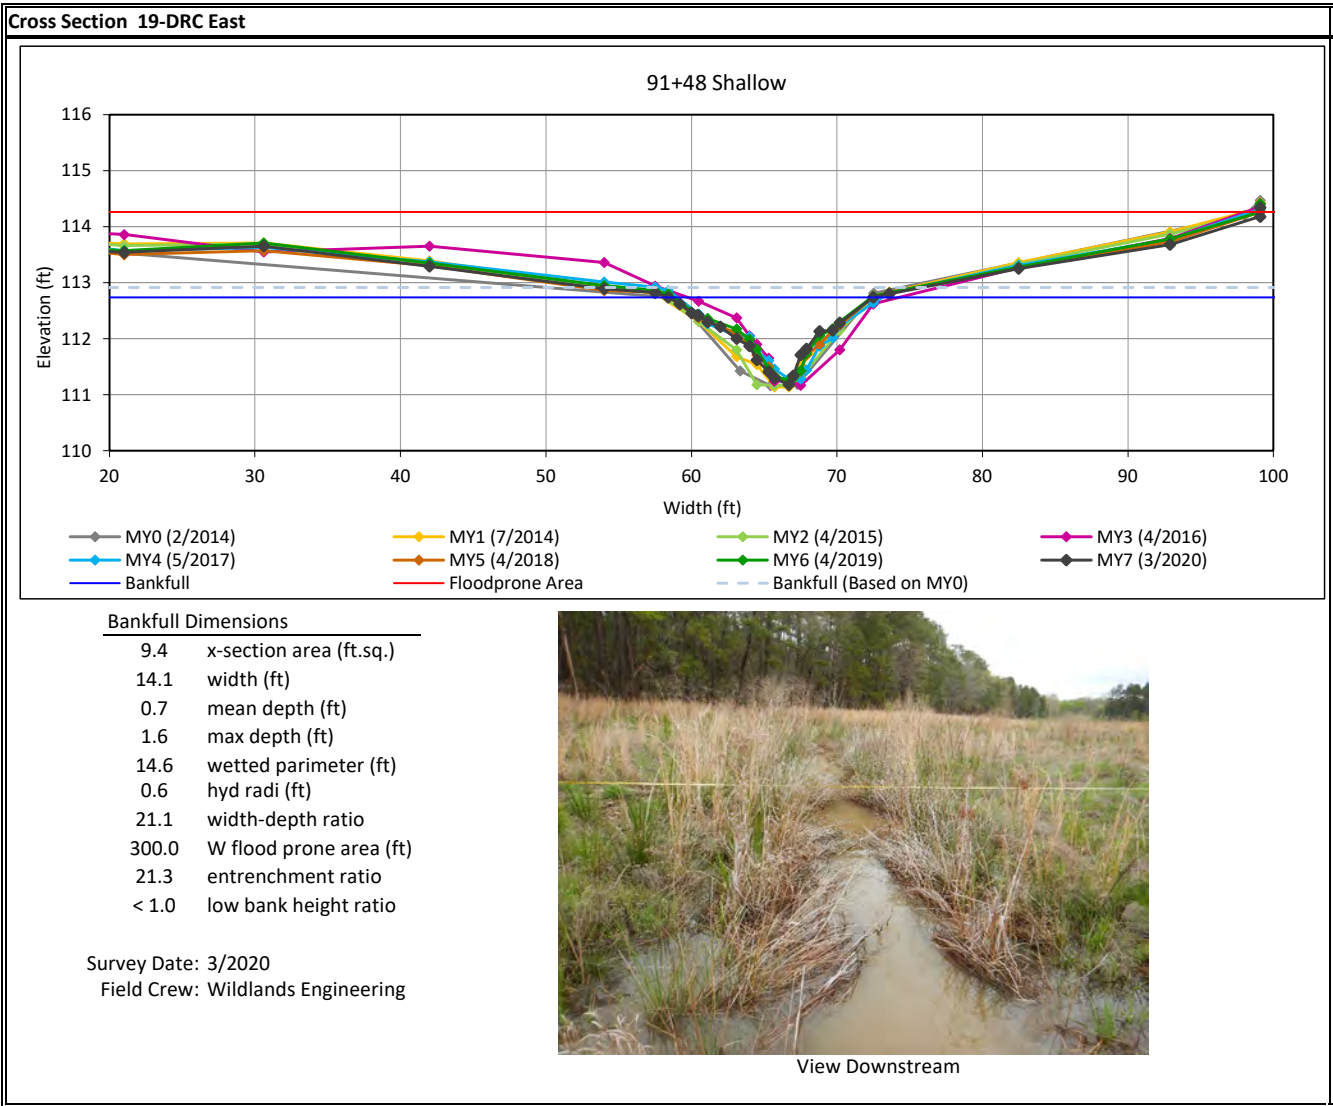 Cross Section 19-DRC East
91+48 Shallow
116
115
114
113
112
111
110
Elevation (ft)
20 30 40 50 60 70 80 90 100
Width (ft)
MY0 (2/2014) MY1 (7/2014) MY2 (4/2015) MY3 (4/2016)
MY4 (5/2017) MY5 (4/2018) MY6 (4/2019) MY7 (3/2020)
Bankfull Floodprone Area Bankfull (Based on MY0)
Bankfull Dimensions
9.4 x-section area (ft.sq.)
14.1 width (ft)
0.7 mean depth (ft)
1.6 max depth (ft)
14.6 wetted parimeter (ft)
0.6 hyd radi (ft)
21.1 width-depth ratio
300.0 W flood prone area (ft)
21.3 entrenchment ratio
< 1.0 low bank height ratio
Survey Date: 3/2020
Field Crew: Wildlands Engineering
View Downstream